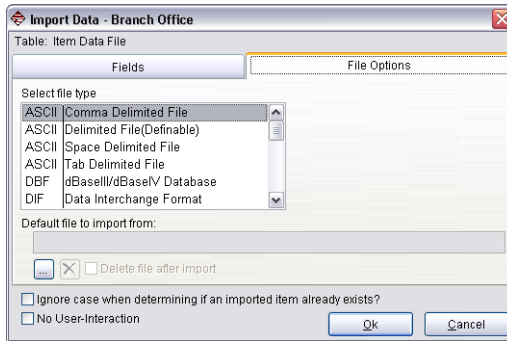 Import Data - Branch Office
Table: Item Data File
Fields File Options
Select file type
ASCII Comma Delimited File
ASCII Delimited File(Definable)
ASCII Space Delimited File
ASCII Tab Delimited File
DBF dBaseIII/dBaseIV Database
DIF Data Interchange Format
Default file to import from:
... Delete file after import
Ignore case when determining if an imported item already exists?
No User-Interaction
Ok Cancel